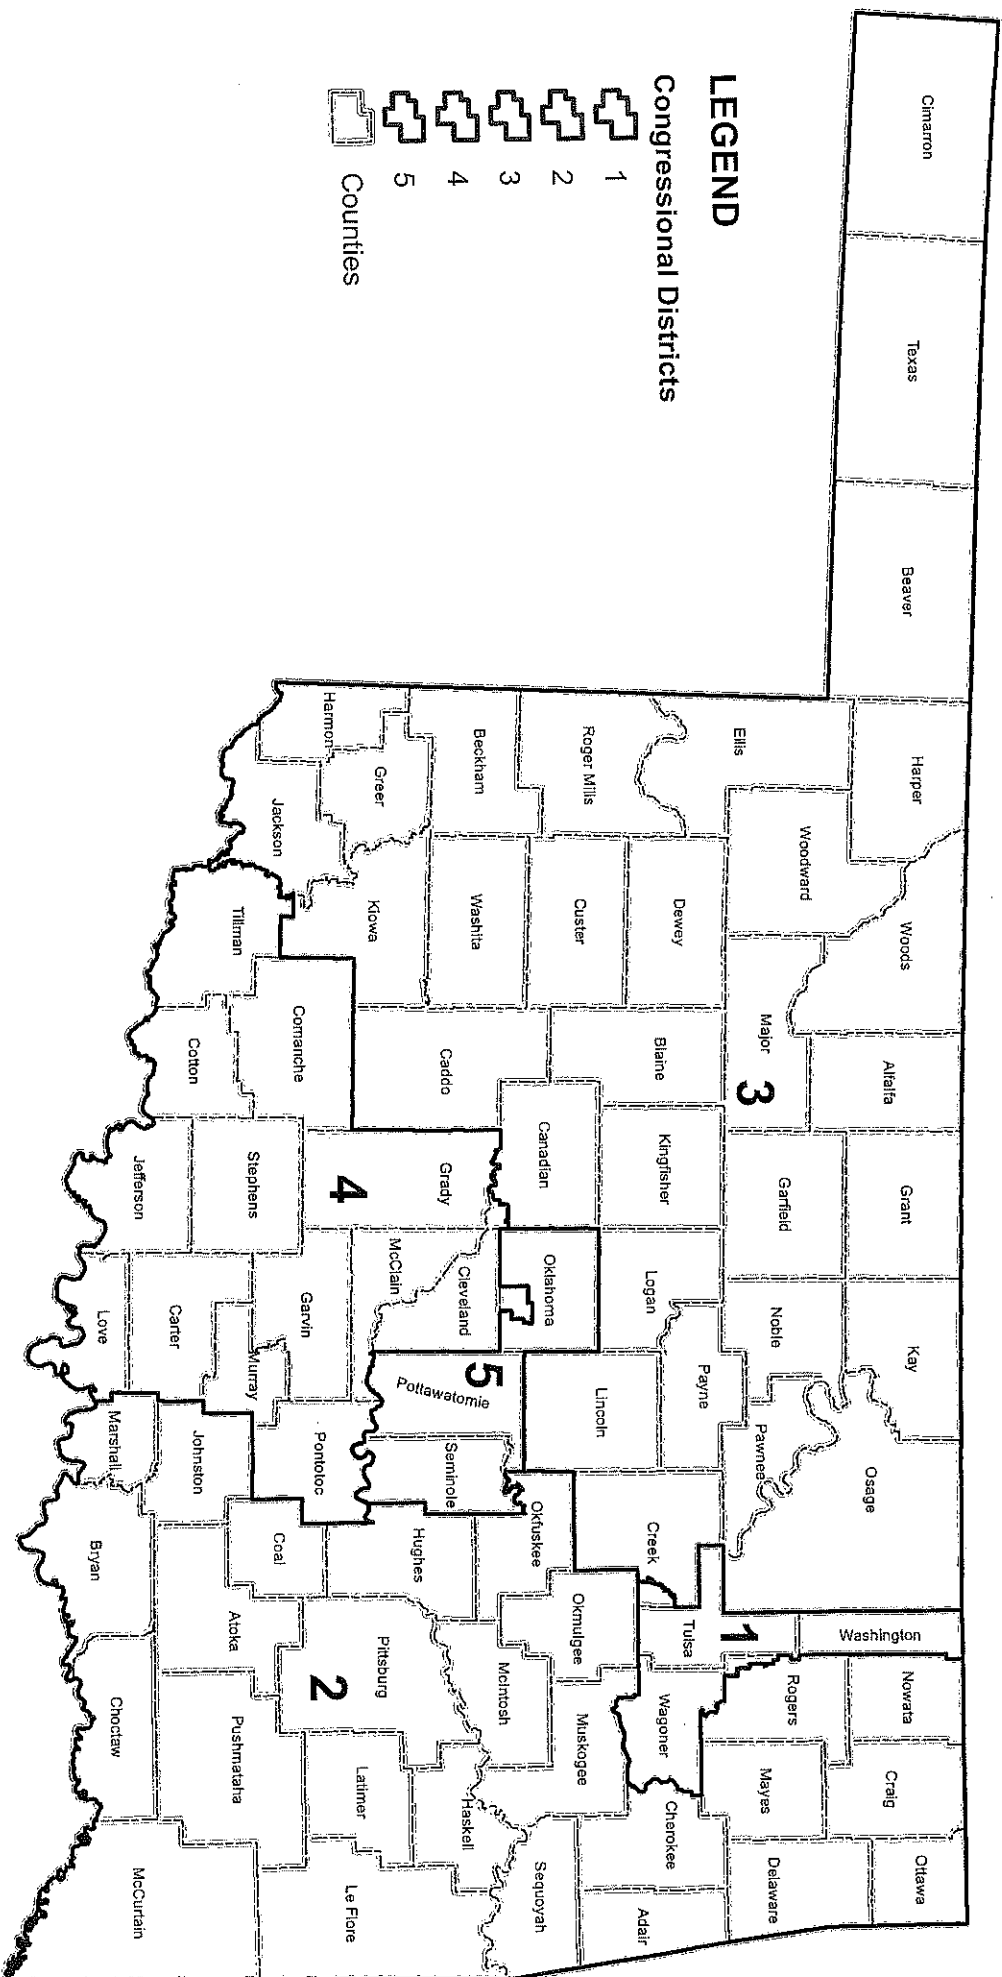 Cimarron
Texas
Beaver
Harper
Woods
Alfalfa
Grant
Kay
Osage
Washington
Nowata
Craig
Ottawa
Ellis
Woodward
Major
3
Garfield
Noble
Pawnee
1
Rogers
Mayes
Delaware
Roger Mills
Dewey
Blaine
Kingfisher
Logan
Payne
Creek
Tulsa
Wagoner
Cherokee
Adair
Beckham
Custer
Washita
Canadian
Oklahoma
Lincoln
Okfuskee
Okmulgee
Muskogee
McIntosh
Sequoyah
Harmon
Greer
Kiowa
Caddo
Grady
4
McClain
Cleveland
5
Pottawatomie
Seminole
Hughes
Pittsburg
2
Haskell
Latimer
Le Flore
Jackson
Tillman
Comanche
Cotton
Stephens
Jefferson
Garvin
Murray
Carter
Love
Pontotoc
Johnston
Marshall
Coal
Atoka
Bryan
Pushmataha
Choctaw
McCurtain
LEGEND
Congressional Districts
1
2
3
4
5
Counties